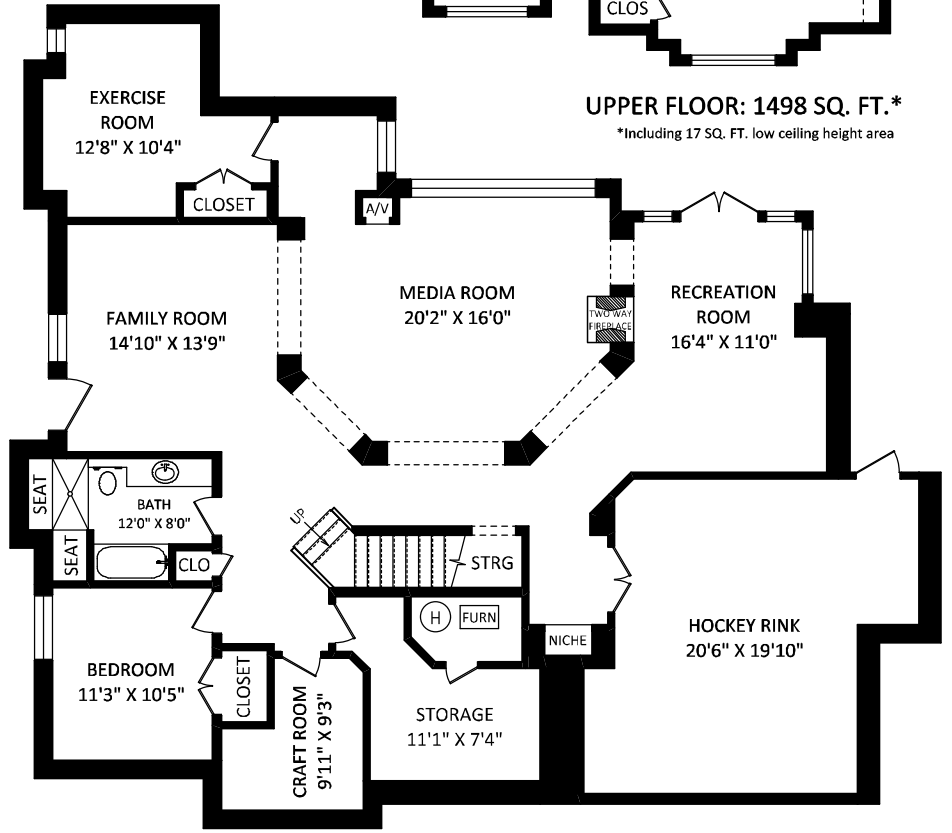 CLOS
UPPER FLOOR: 1498 SQ. FT.*
*Including 17 SQ. FT. low ceiling height area
EXERCISE
ROOM
12'8" X 10'4"
CLOSET
A/V
MEDIA ROOM
20'2" X 16'0"
TWO WAY
FIREPLACE
RECREATION
ROOM
16'4" X 11'0"
FAMILY ROOM
14'10" X 13'9"
SEAT
BATH
12'0" X 8'0"
SEAT
CLO
UP
STRG
H
FURN
NICHE
HOCKEY RINK
20'6" X 19'10"
BEDROOM
11'3" X 10'5"
CLOSET
CRAFT ROOM
9'11" X 9'3"
STORAGE
11'1" X 7'4"